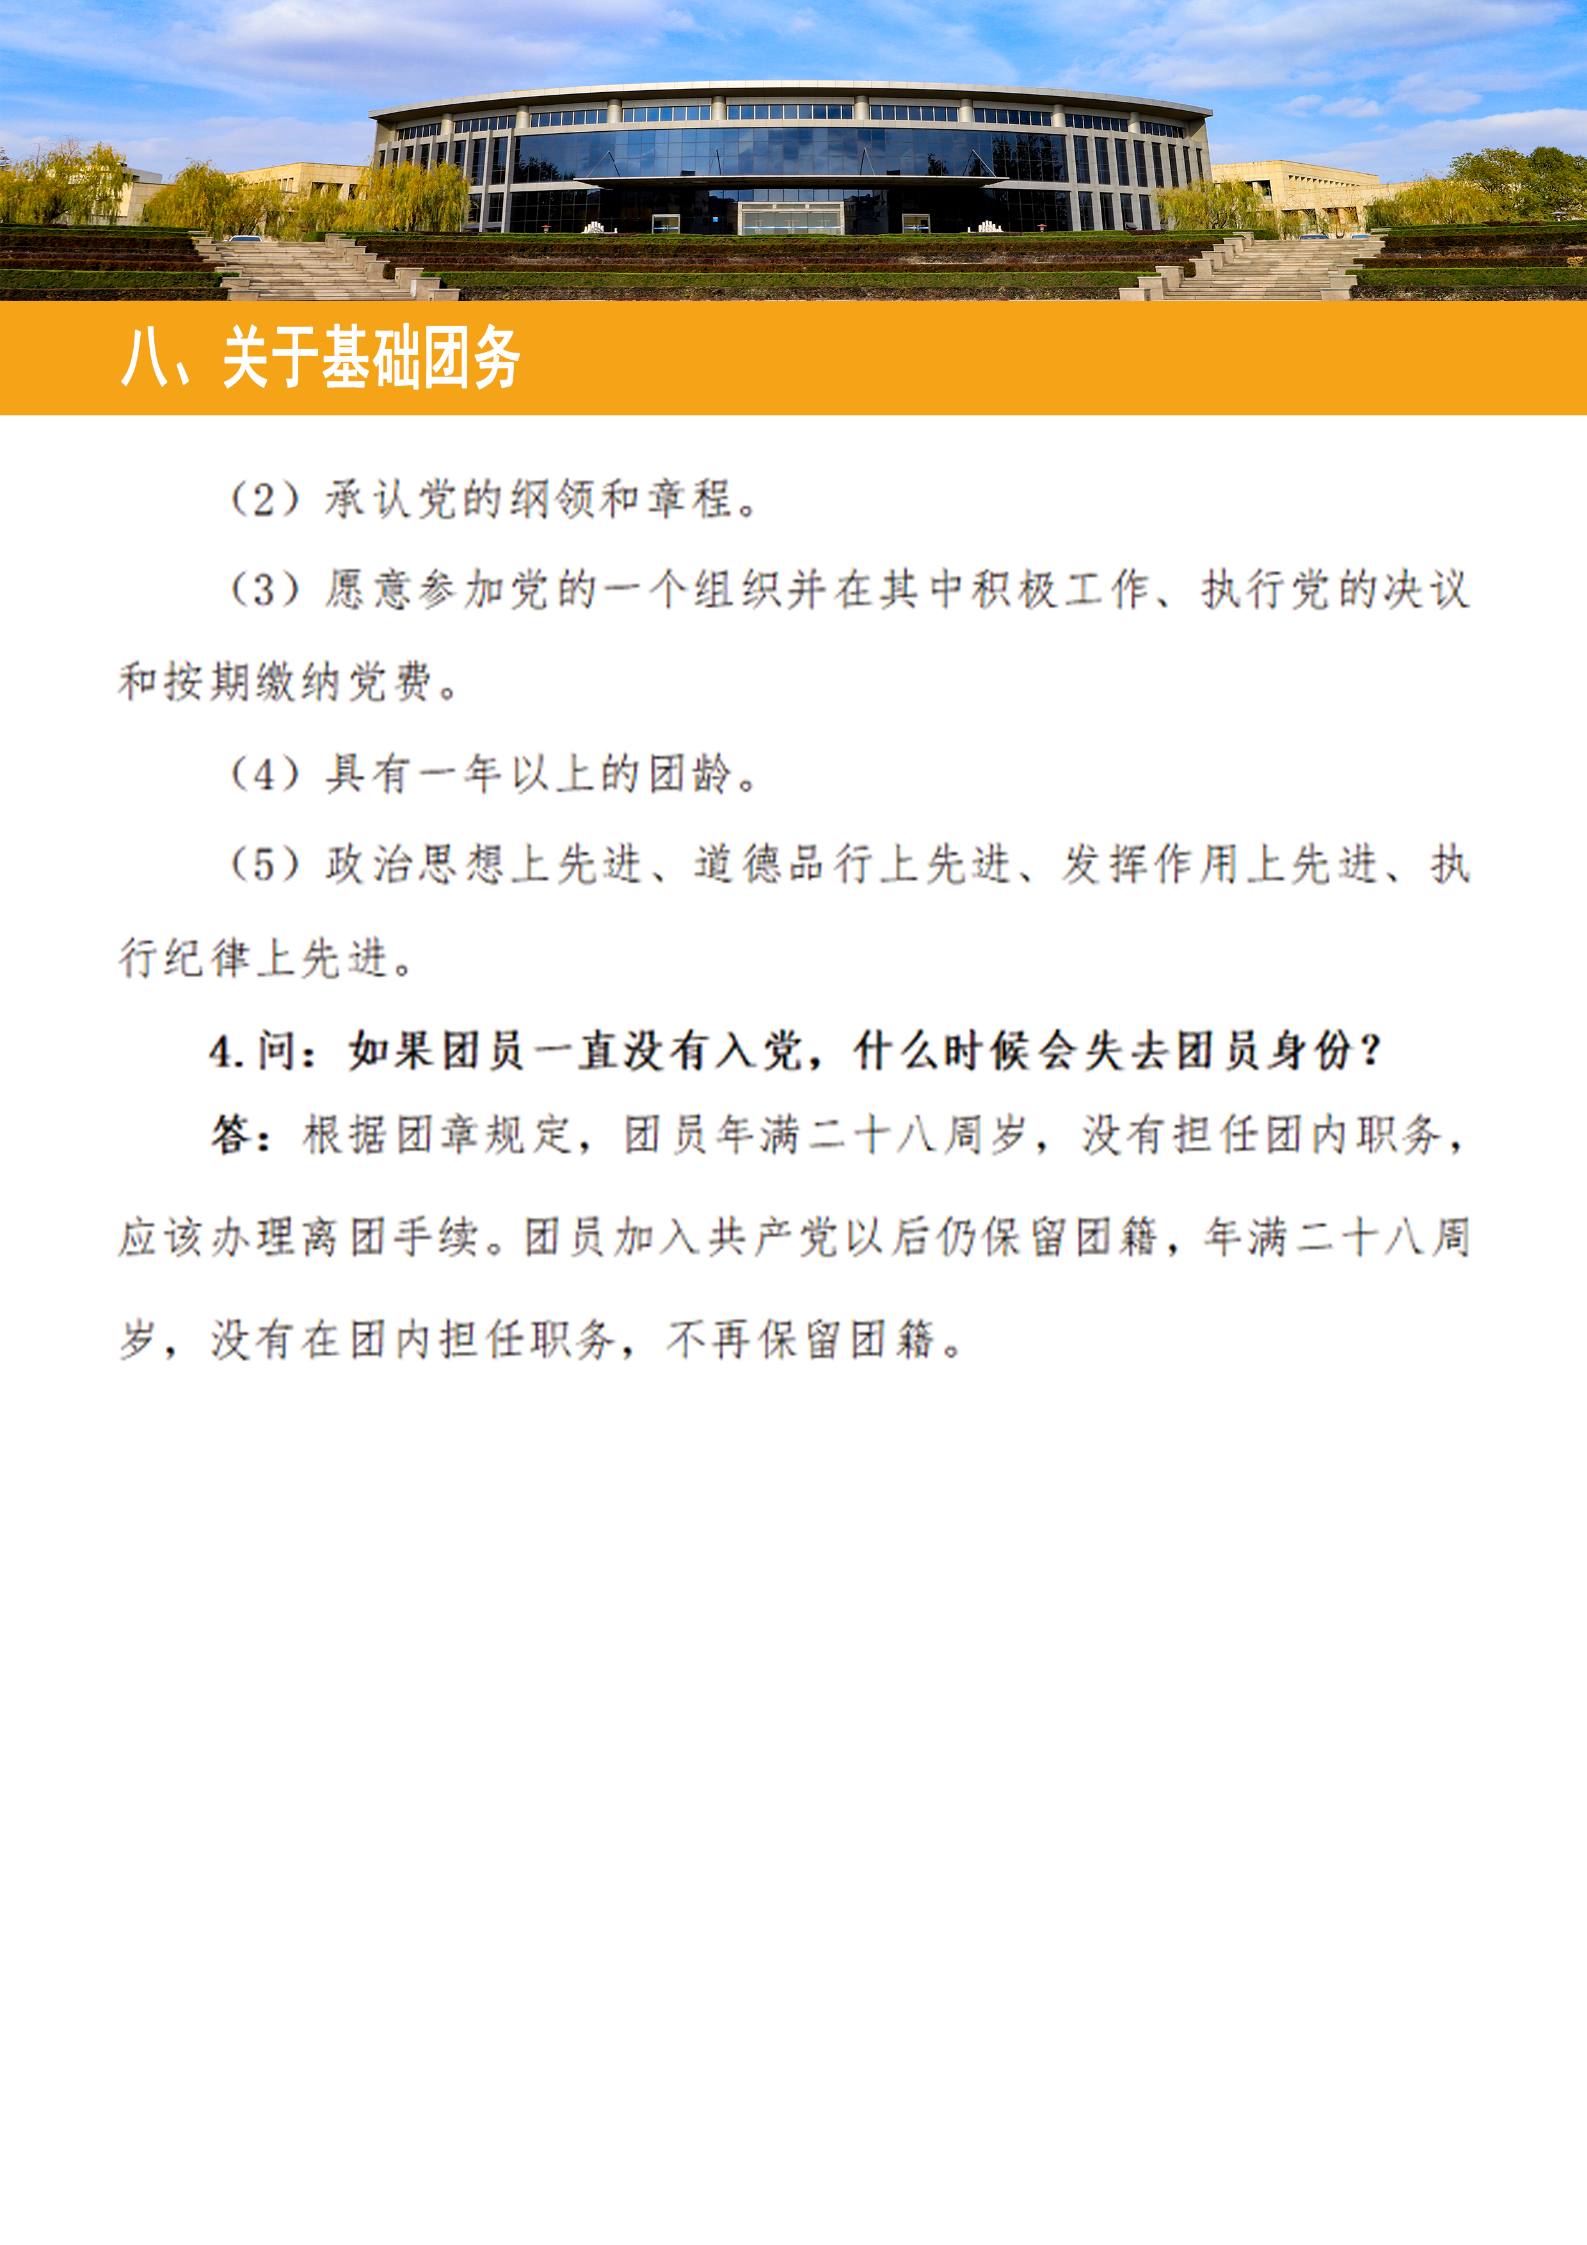 八、关于基础团务
（2）承认党的纲领和章程。
（3）愿意参加党的一个组织并在其中积极工作、执行党的决议
和按期缴纳党费。
（4）具有一年以上的团龄。
（5）政治思想上先进、道德品行上先进、发挥作用上先进、执
行纪律上先进。
4.问：如果团员一直没有入党，什么时候会失去团员身份？
答：根据团章规定，团员年满二十八周岁，没有担任团内职务，
应该办理离团手续。团员加入共产党以后仍保留团籍，年满二十八周
岁，没有在团内担任职务，不再保留团籍。